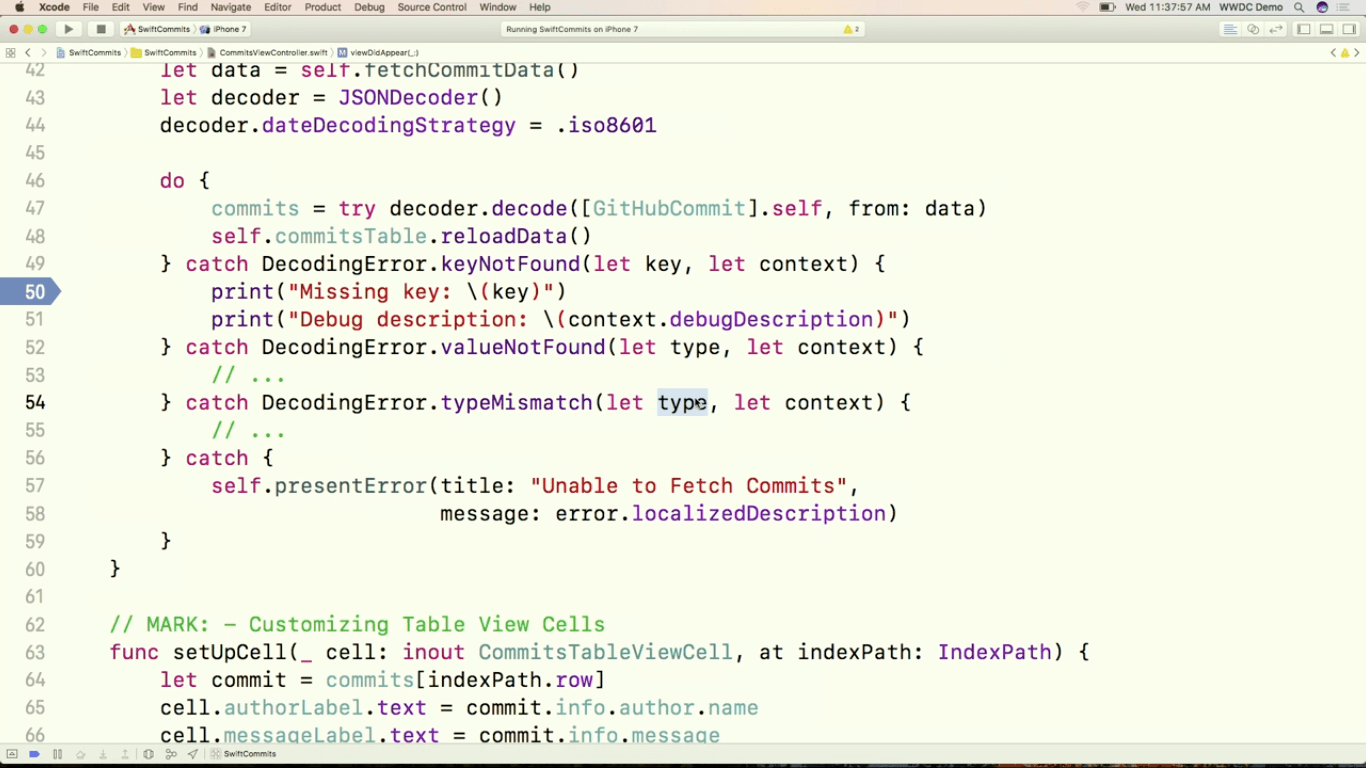 Xcode File Edit View Find Navigate Editor Product Debug Source Control Window Help Wed 11:37:57 AM WWDC Demo
SwiftCommits iPhone 7 Running SwiftCommits on iPhone 7 2
SwiftCommits SwiftCommits CommitsViewController.swift M viewDidAppear(_:)
42 let data = self.fetchCommitData()
43 let decoder = JSONDecoder()
44 decoder.dateDecodingStrategy = .iso8601
45
46 do {
47 commits = try decoder.decode([GitHubCommit].self, from: data)
48 self.commitsTable.reloadData()
49 } catch DecodingError.keyNotFound(let key, let context) {
50 print("Missing key: \(key)")
51 print("Debug description: \(context.debugDescription)")
52 } catch DecodingError.valueNotFound(let type, let context) {
53 // ...
54 } catch DecodingError.typeMismatch(let type, let context) {
55 // ...
56 } catch {
57 self.presentError(title: "Unable to Fetch Commits",
58 message: error.localizedDescription)
59 }
60 }
61
62 // MARK: - Customizing Table View Cells
63 func setUpCell(_ cell: inout CommitsTableViewCell, at indexPath: IndexPath) {
64 let commit = commits[indexPath.row]
65 cell.authorLabel.text = commit.info.author.name
66 cell.messageLabel.text = commit.info.message
SwiftCommits